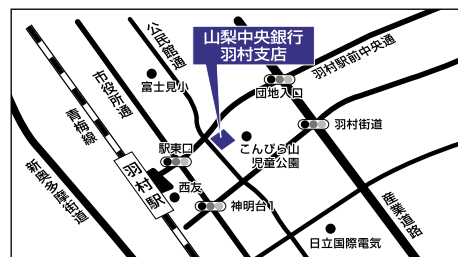 公民館通
山梨中央銀行
羽村支店
市役所通
富士見小
羽村駅前中央通
団地入口
青梅線
羽村街道
駅東口
こんぴら山
児童公園
新奥多摩街道
羽村駅
西友
神明台1
産業道路
日立国際電気